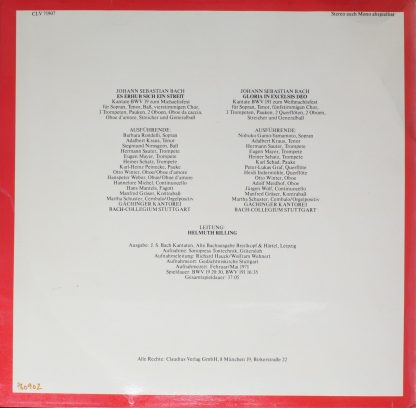 CLV 71907
Stereo auch Mono abspielbar
JOHANN SEBASTIAN BACH
ES ERHUB SICH EIN STREIT
Kantate BWV 19 zum Michaelisfest
für Sopran, Tenor, Baß, vierstimmigen Chor,
3 Trompeten, Pauken, 2 Oboen, Oboe da caccia,
Oboe d'amore, Streicher und Generalbaß
AUSFÜHRENDE:
Barbara Rondelli, Sopran
Adalbert Kraus, Tenor
Siegmund Nimsgern, Baß
Hermann Sauter, Trompete
Eugen Mayer, Trompete
Heiner Schatz, Trompete
Karl-Heinz Peinecke, Pauke
Otto Winter, Oboe/Oboe d'amore
Hanspeter Weber, Oboe/Oboe d'amore
Hannelore Michel, Continuocello
Hans Mantels, Fagott
Manfred Gräser, Kontrabaß
Martha Schuster, Cembalo/Orgelpositiv
GÄCHINGER KANTOREI
BACH-COLLEGIUM STUTTGART
JOHANN SEBASTIAN BACH
GLORIA IN EXCELSIS DEO
Kantate BWV 191 zum Weihnachtsfest
für Sopran, Tenor, fünfstimmigen Chor,
3 Trompeten, Pauken, 2 Querflöten, 2 Oboen,
Streicher und Generalbaß
AUSFÜHRENDE:
Nobuko Gamo-Yamamoto, Sopran
Adalbert Kraus, Tenor
Hermann Sauter, Trompete
Eugen Mayer, Trompete
Heiner Schatz, Trompete
Karl Schad, Pauke
Peter-Lukas Graf, Querflöte
Heidi Indermühle, Querflöte
Otto Winter, Oboe
Adolf Meidhof, Oboe
Jürgen Wolf, Continuocello
Manfred Gräser, Kontrabaß
Martha Schuster, Cembalo/Orgelpositiv
GÄCHINGER KANTOREI
BACH-COLLEGIUM STUTTGART
LEITUNG:
HELMUTH RILLING
Ausgabe: J. S. Bach Kantaten, Alte Bachausgabe Breitkopf & Härtel, Leipzig
Aufnahme: Sonopress Tontechnik, Gütersloh
Aufnahmeleitung: Richard Hauck/Wolfram Wehnert
Aufnahmeort: Gedächtniskirche Stuttgart
Aufnahmezeit: Februar/Mai 1971
Spieldauer: BWV 19 20:30, BWV 191 16:35
Gesamtspieldauer: 37:05
Alle Rechte: Claudius Verlag GmbH, 8 München 19, Birkerstraße 22
780902